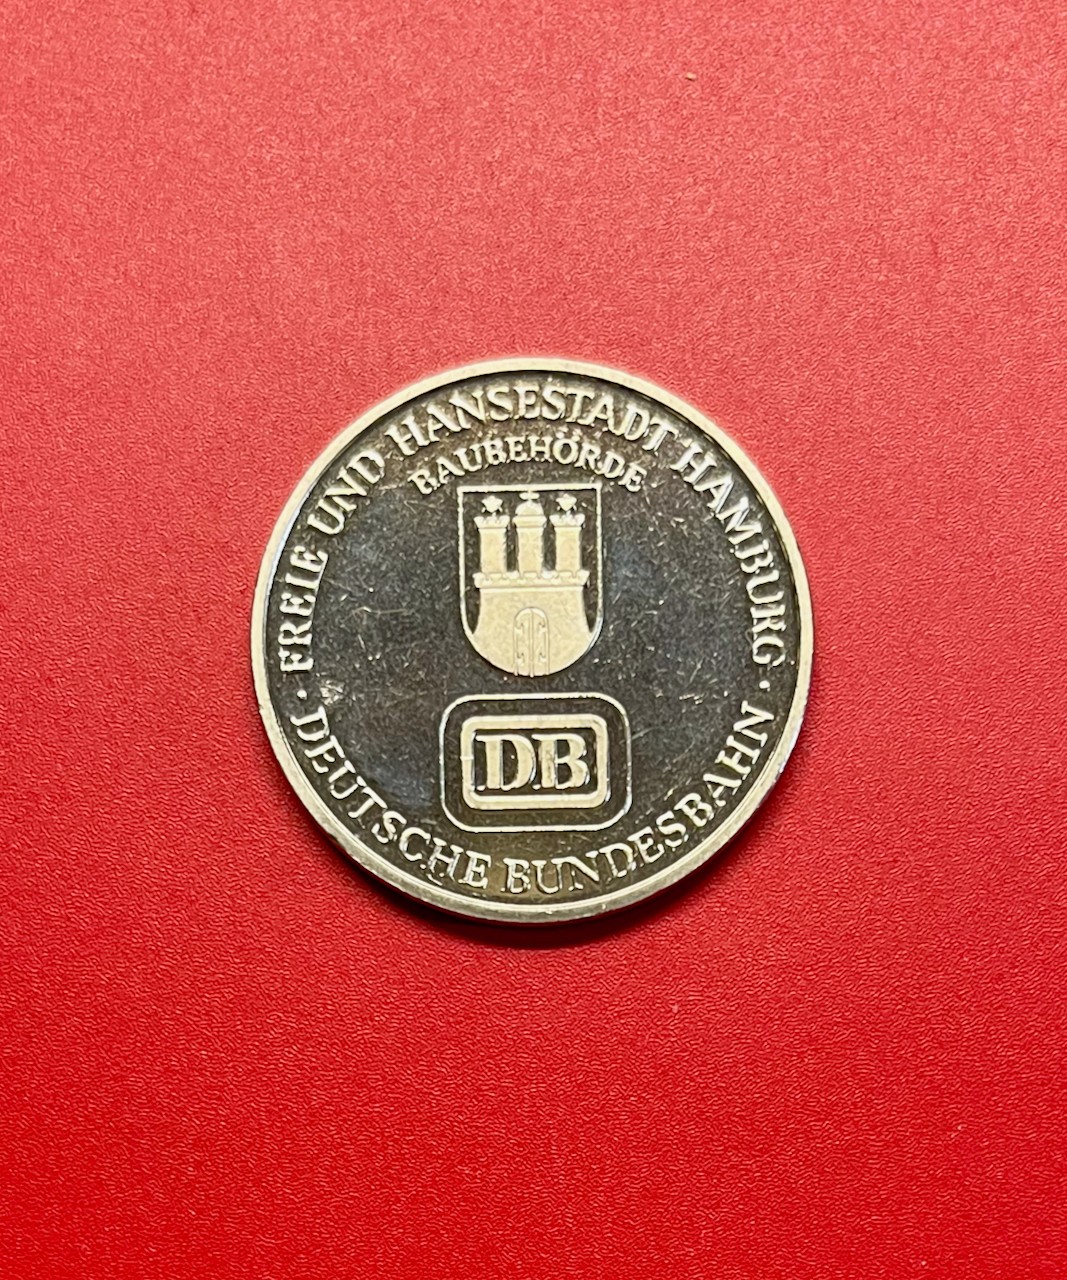 FREIE UND HANSESTADT HAMBURG
BAUBEHÖRDE
DB
· DEUTSCHE BUNDESBAHN ·